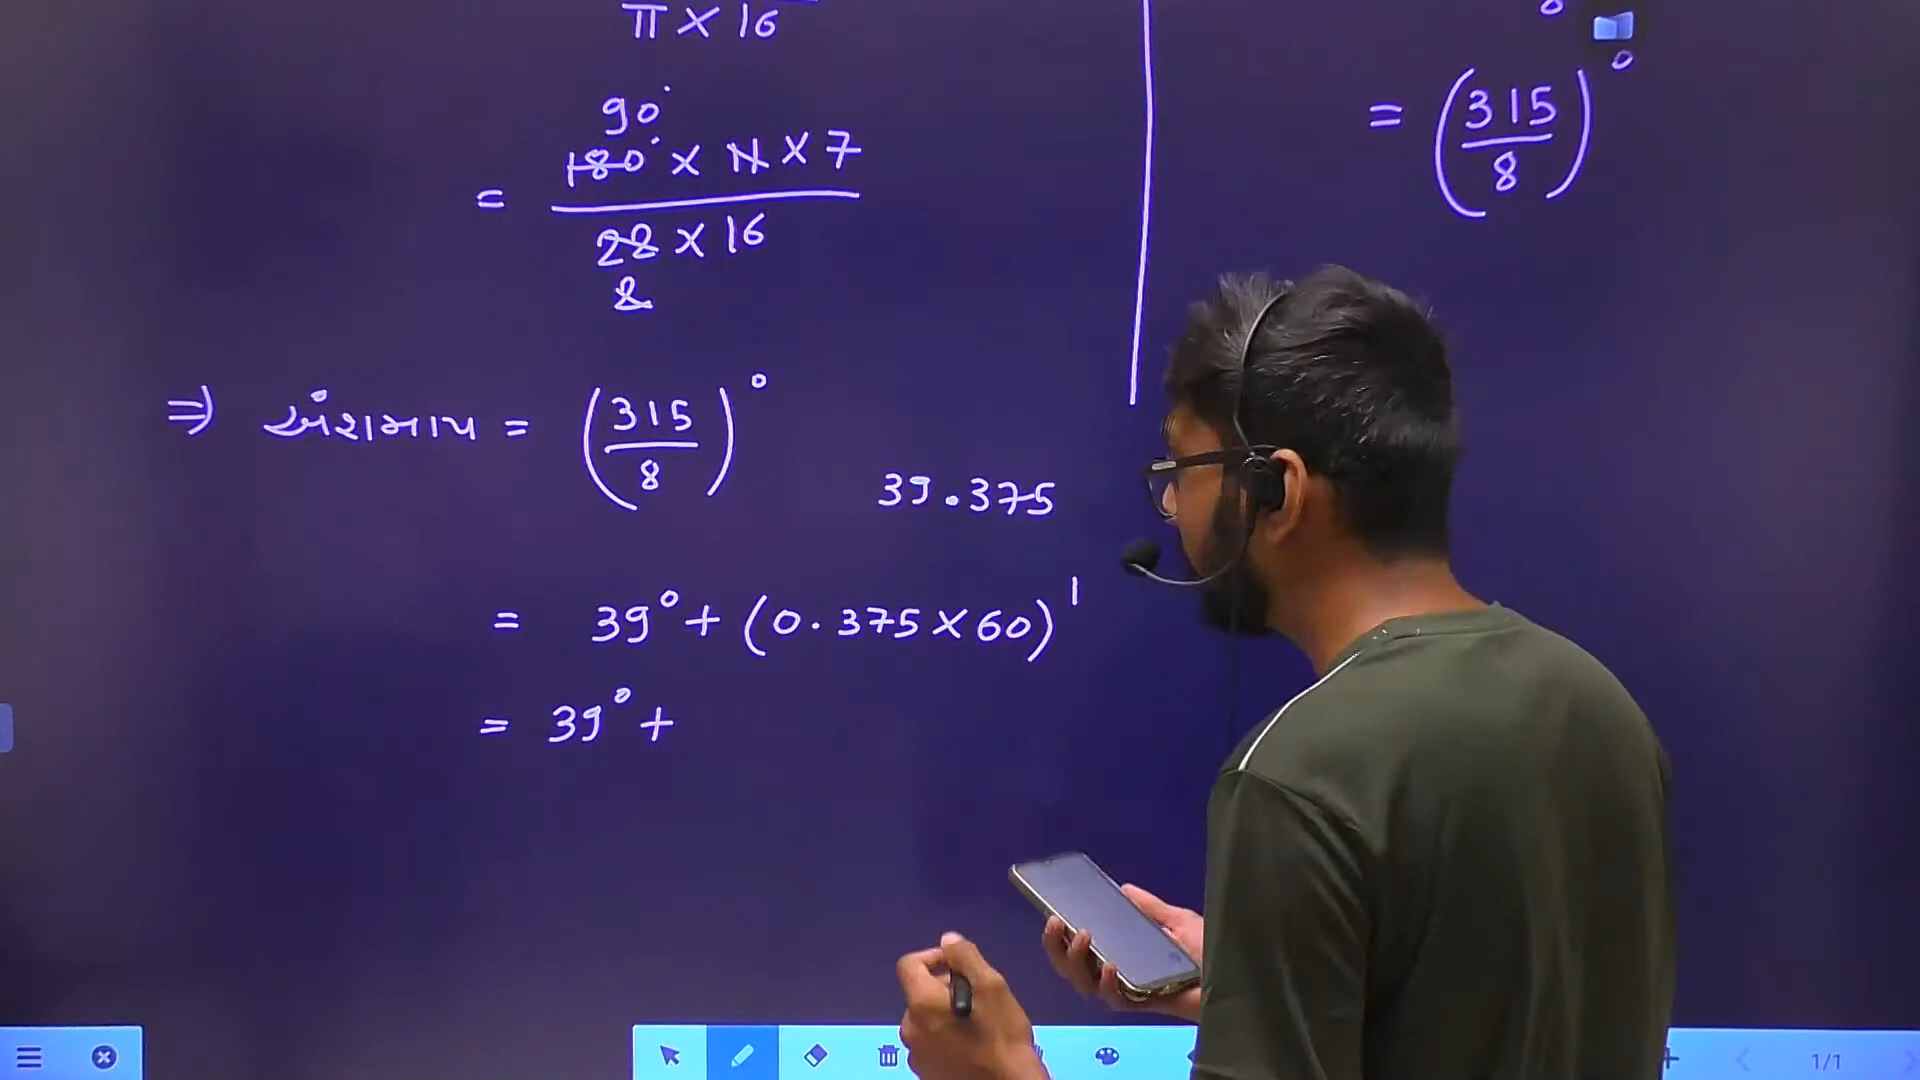 π × 16
90°
= 180° × 11 × 7
28 × 16
2
⇒ અંશમાપ = (315/8)°
39.375
= 39° + (0.375 × 60)'
= 39° +
8
= (315/8)°
1/1